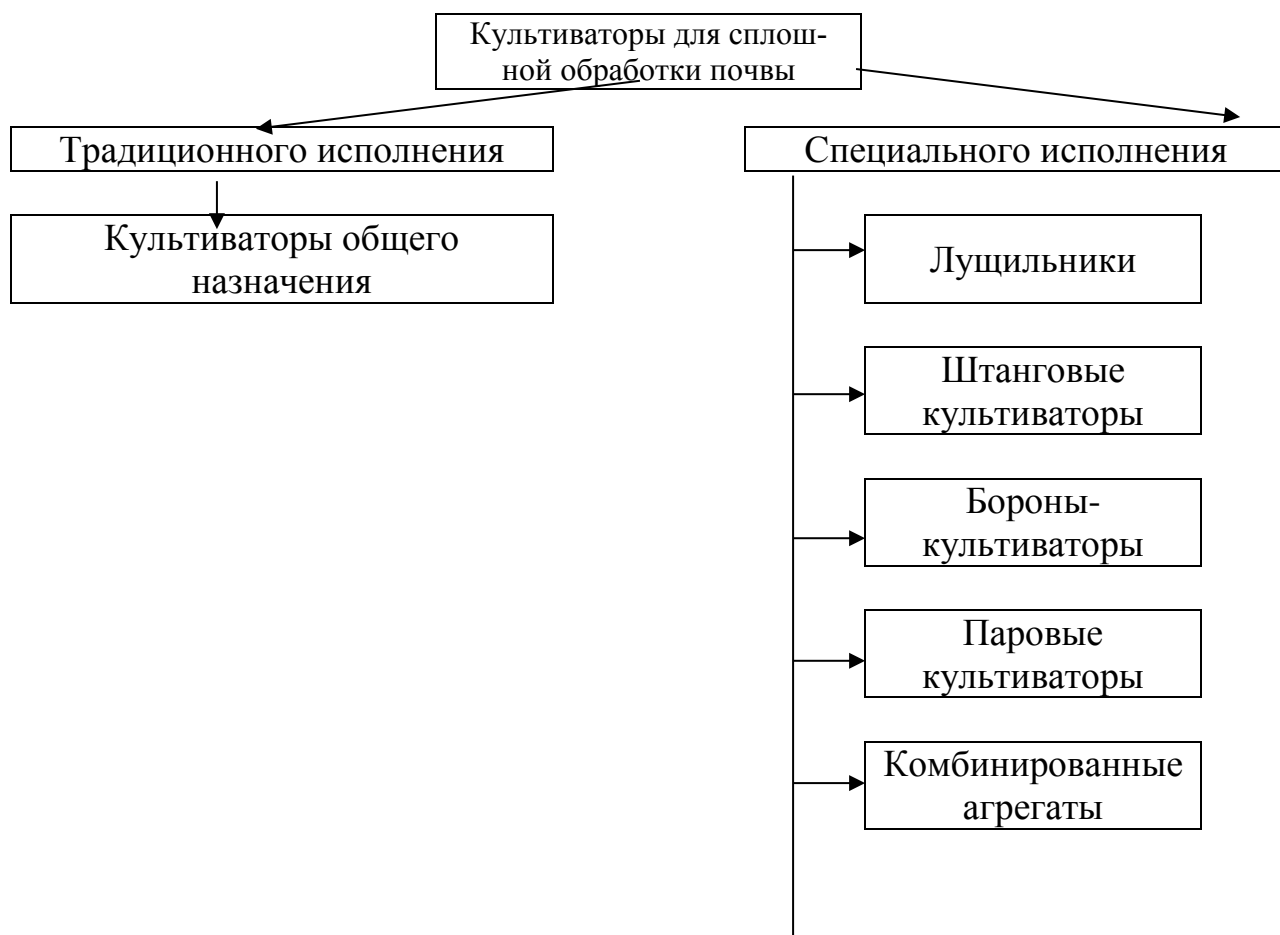 Культиваторы для сплош-
ной обработки почвы
Традиционного исполнения
Специального исполнения
Культиваторы общего
назначения
Лущильники
Штанговые
культиваторы
Бороны-
культиваторы
Паровые
культиваторы
Комбинированные
агрегаты